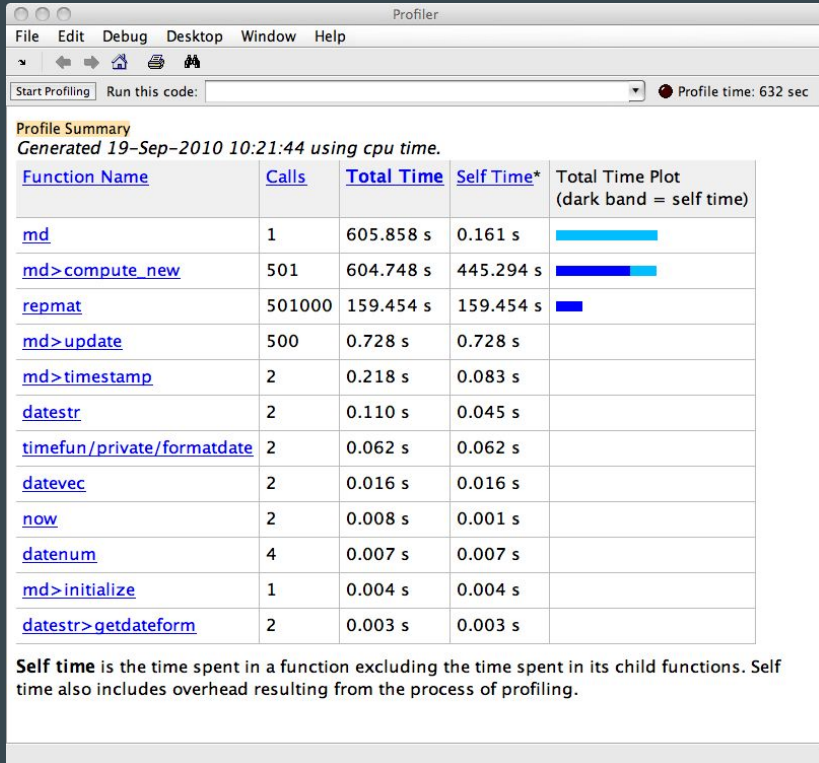 Profiler
File Edit Debug Desktop Window Help
Start Profiling Run this code: Profile time: 632 sec
Profile Summary
Generated 19-Sep-2010 10:21:44 using cpu time.
Function Name Calls Total Time Self Time* Total Time Plot
(dark band = self time)
md 1 605.858 s 0.161 s
md>compute_new 501 604.748 s 445.294 s
repmat 501000 159.454 s 159.454 s
md>update 500 0.728 s 0.728 s
md>timestamp 2 0.218 s 0.083 s
datestr 2 0.110 s 0.045 s
timefun/private/formatdate 2 0.062 s 0.062 s
datevec 2 0.016 s 0.016 s
now 2 0.008 s 0.001 s
datenum 4 0.007 s 0.007 s
md>initialize 1 0.004 s 0.004 s
datestr>getdateform 2 0.003 s 0.003 s
Self time is the time spent in a function excluding the time spent in its child functions. Self
time also includes overhead resulting from the process of profiling.